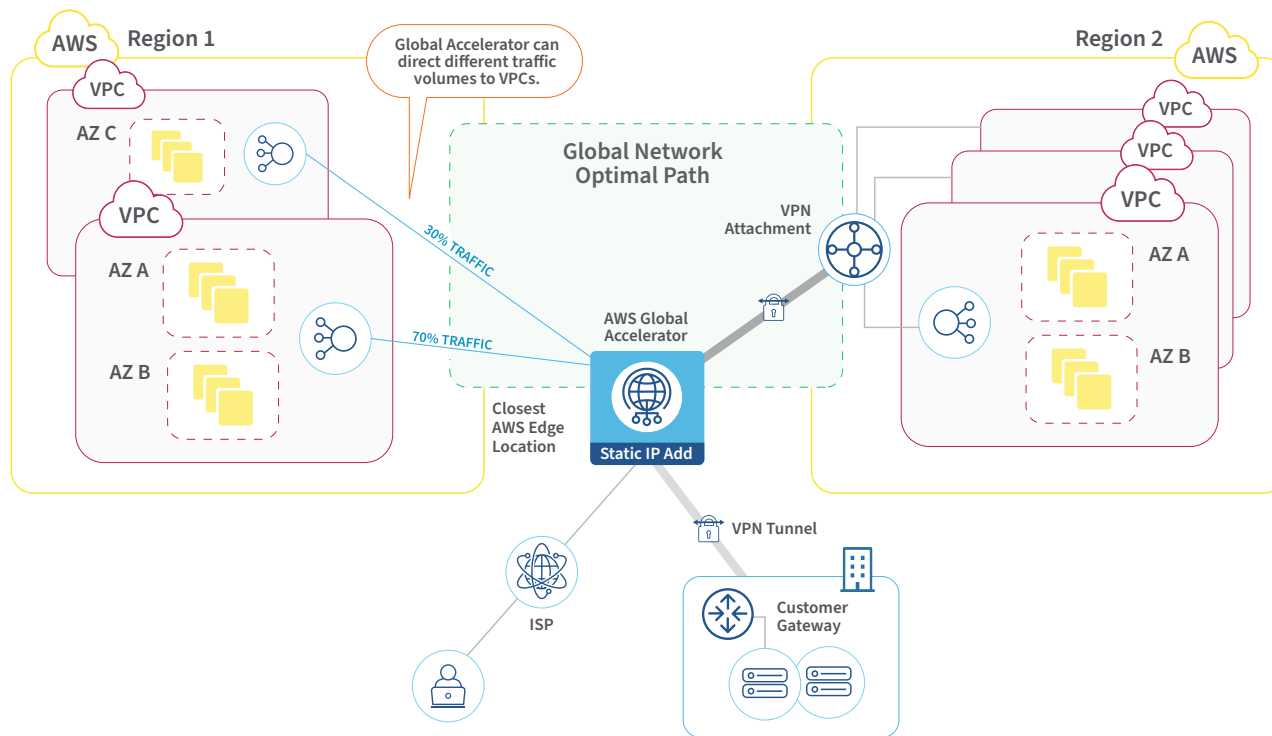 AWS
Region 1
VPC
AZ C
VPC
AZ A
AZ B
Global Accelerator can
direct different traffic
volumes to VPCs.
Global Network
Optimal Path
30% TRAFFIC
70% TRAFFIC
VPN
Attachment
AWS Global
Accelerator
Static IP Add
Closest
AWS Edge
Location
Region 2
AWS
VPC
VPC
VPC
AZ A
AZ B
VPN Tunnel
ISP
Customer
Gateway